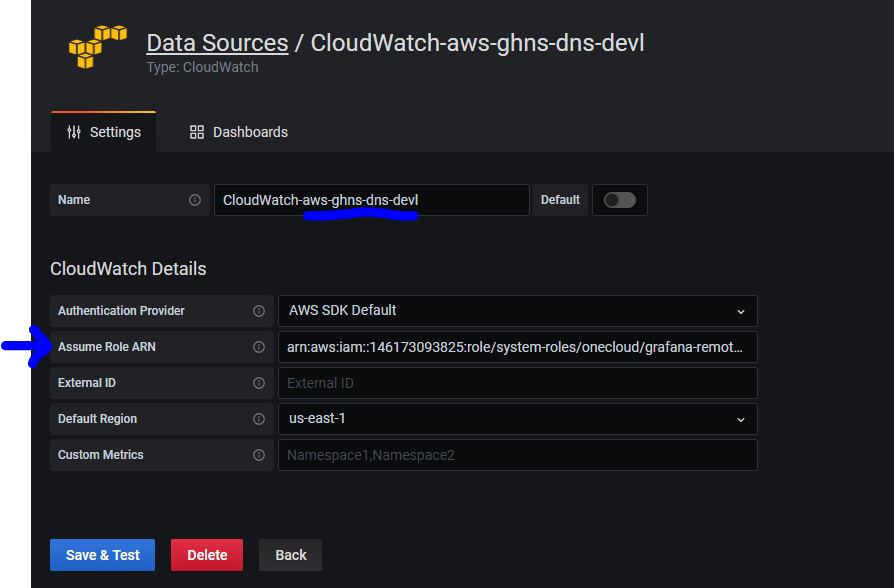 Data Sources / CloudWatch-aws-ghns-dns-devl
Type: CloudWatch
Settings
Dashboards
Name
CloudWatch-aws-ghns-dns-devl
Default
CloudWatch Details
Authentication Provider
AWS SDK Default
Assume Role ARN
arn:aws:iam::146173093825:role/system-roles/onecloud/grafana-remot...
External ID
External ID
Default Region
us-east-1
Custom Metrics
Namespace1,Namespace2
Save & Test
Delete
Back